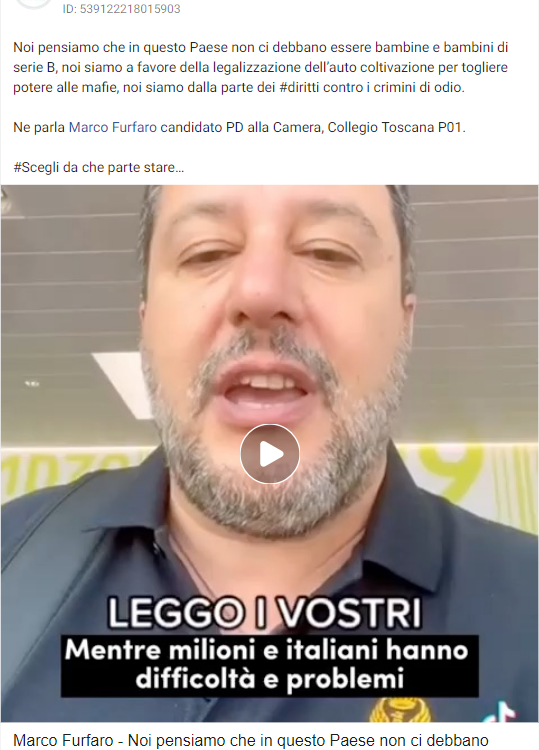 ID: 539122218015903
Noi pensiamo che in questo Paese non ci debbano essere bambine e bambini di
serie B, noi siamo a favore della legalizzazione dell’auto coltivazione per togliere
potere alle mafie, noi siamo dalla parte dei #diritti contro i crimini di odio.
Ne parla Marco Furfaro candidato PD alla Camera, Collegio Toscana P01.
#Scegli da che parte stare...
LEGGO I VOSTRI
Mentre milioni e italiani hanno
difficoltà e problemi
Marco Furfaro - Noi pensiamo che in questo Paese non ci debbano